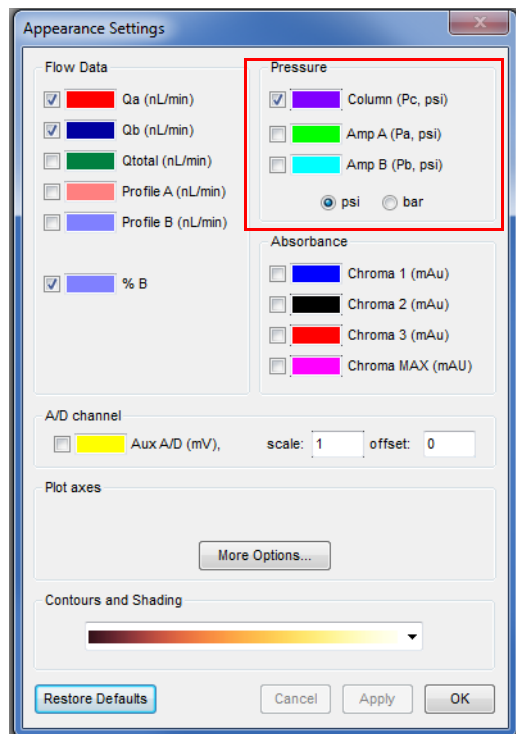 Appearance Settings
Flow Data
Qa (nL/min)
Qb (nL/min)
Qtotal (nL/min)
Profile A (nL/min)
Profile B (nL/min)
% B
Pressure
Column (Pc, psi)
Amp A (Pa, psi)
Amp B (Pb, psi)
psi bar
Absorbance
Chroma 1 (mAu)
Chroma 2 (mAu)
Chroma 3 (mAu)
Chroma MAX (mAU)
A/D channel
Aux A/D (mV), scale: 1 offset: 0
Plot axes
More Options...
Contours and Shading
Restore Defaults Cancel Apply OK